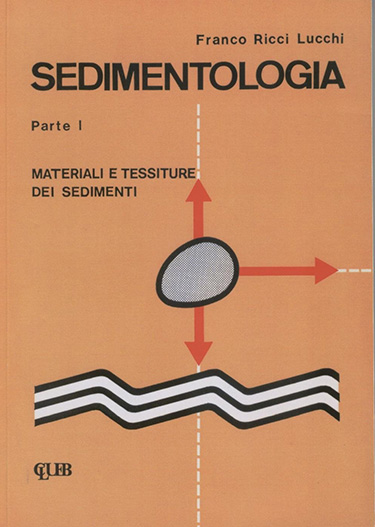 Franco Ricci Lucchi
SEDIMENTOLOGIA
Parte I
MATERIALI E TESSITURE
DEI SEDIMENTI
CLUEB